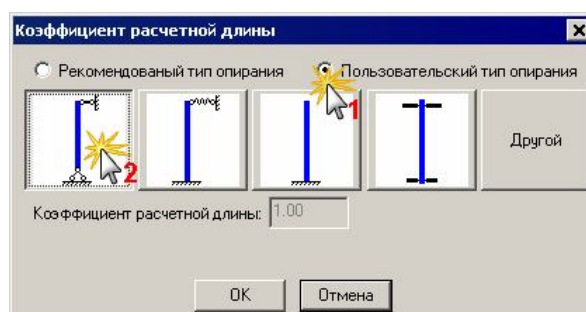 Коэффициент расчетной длины
Рекомендованый тип опирания Пользовательский тип опирания
1
2
Другой
Коэффициент расчетной длины: 1.00
OK Отмена